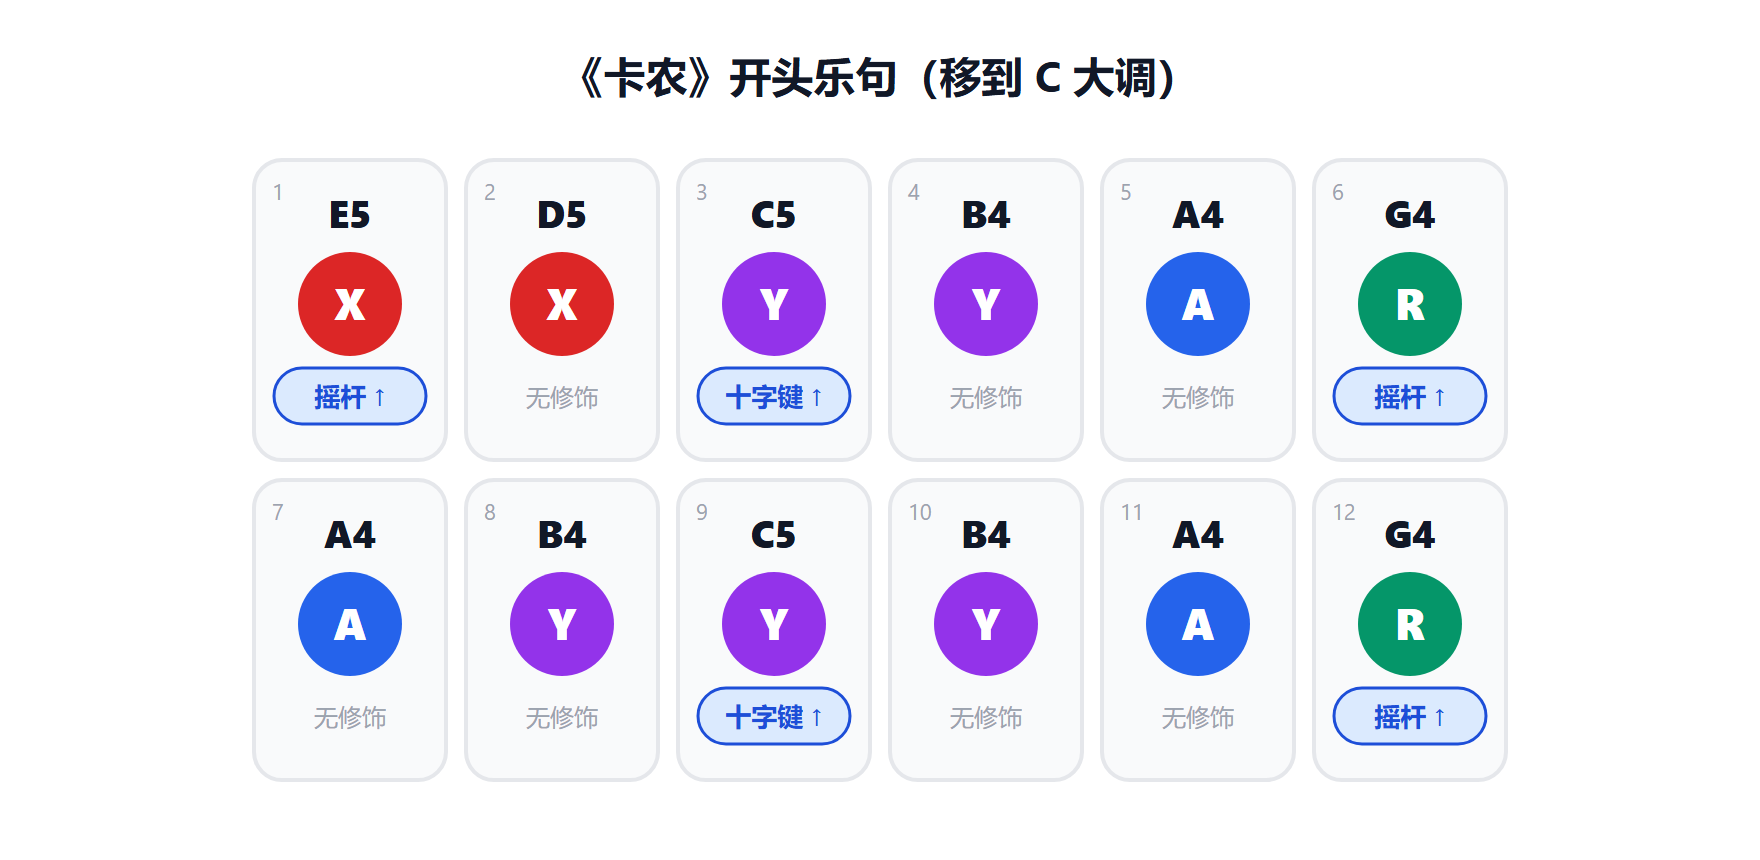 《卡农》开头乐句（移到 C 大调）
1 2 3 4 5 6
E5 D5 C5 B4 A4 G4
X X Y Y A R
摇杆 ↑ 无修饰 十字键 ↑ 无修饰 无修饰 摇杆 ↑
7 8 9 10 11 12
A4 B4 C5 B4 A4 G4
A Y Y Y A R
无修饰 无修饰 十字键 ↑ 无修饰 无修饰 摇杆 ↑